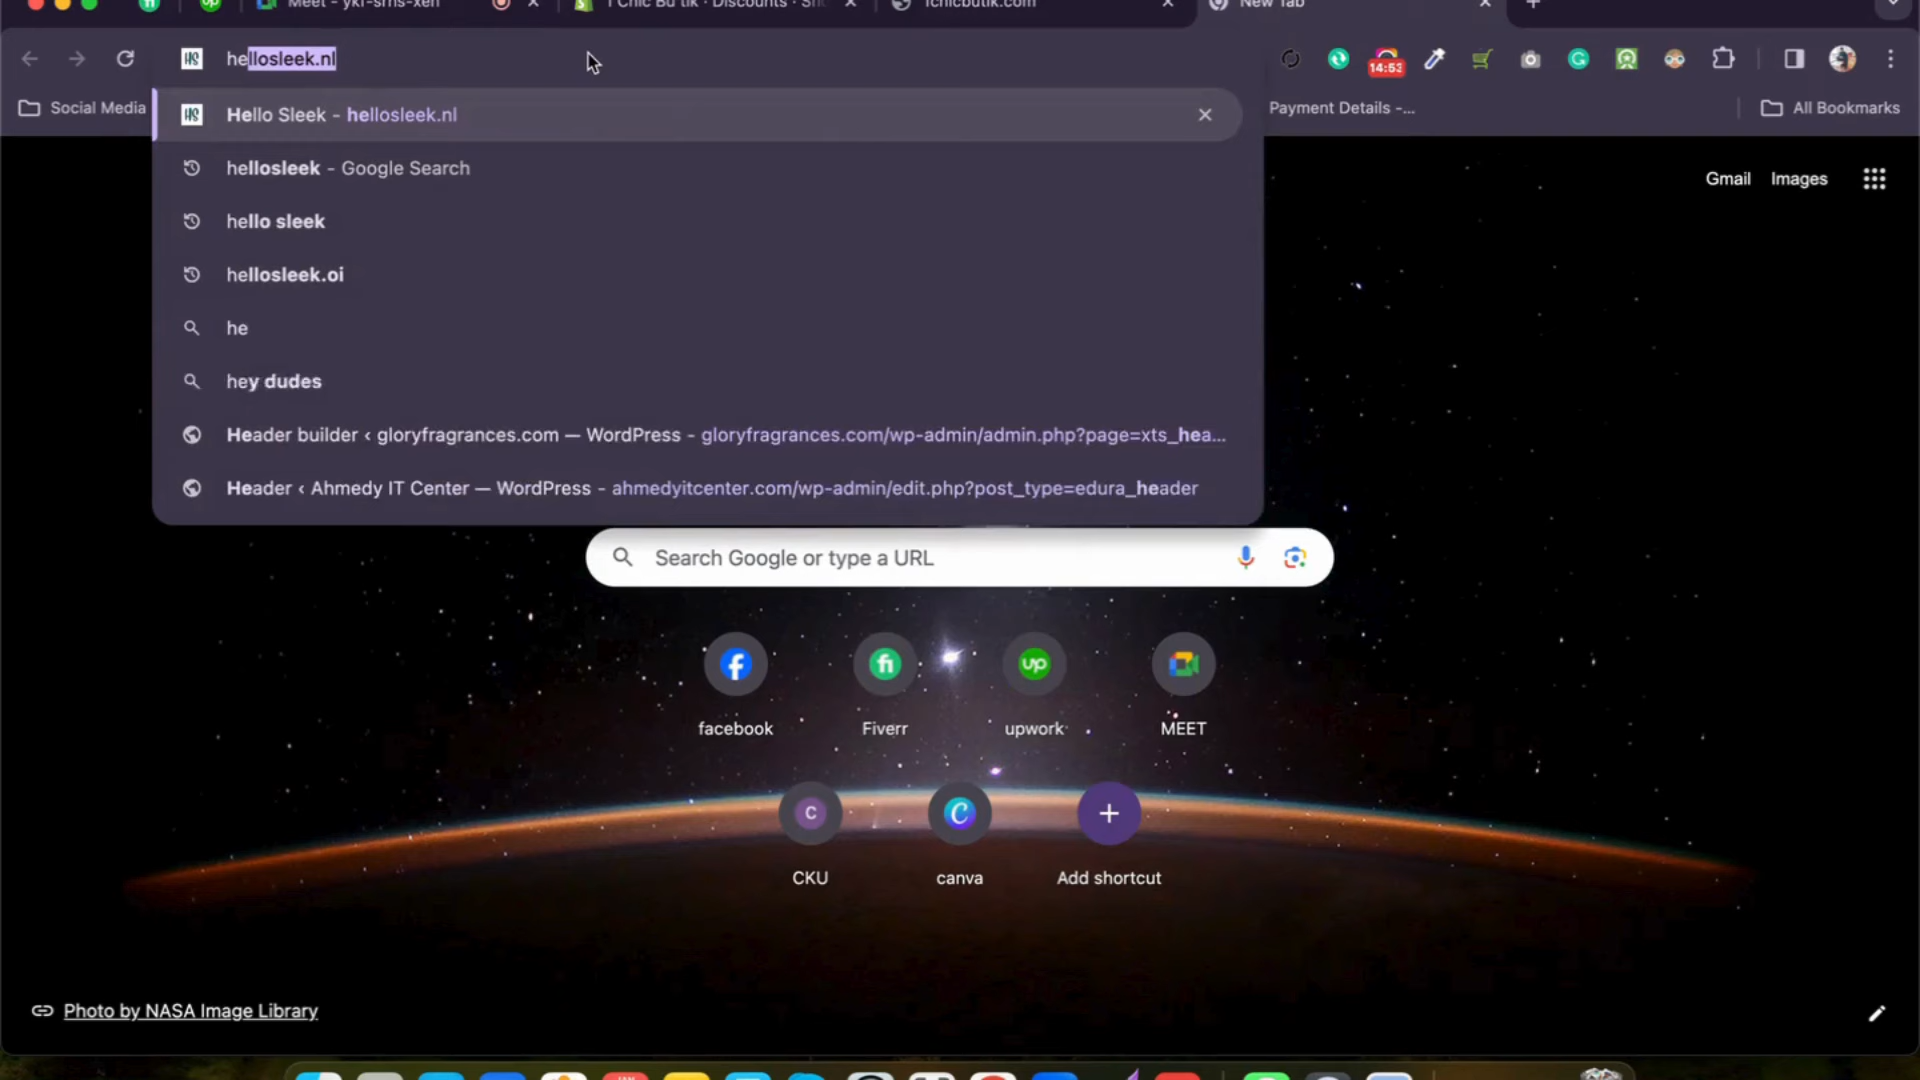 Meet - ykf-srns-xen
1 Chic Bu tik · Discounts · Sh
1chicbutik.com
New Tab
hellosleek.nl
14:53
Social Media
Hello Sleek - hellosleek.nl
Payment Details -...
All Bookmarks
hellosleek - Google Search
Gmail
Images
hello sleek
hellosleek.oi
he
hey dudes
Header builder ‹ gloryfragrances.com — WordPress - gloryfragrances.com/wp-admin/admin.php?page=xts_hea...
Header ‹ Ahmedy IT Center — WordPress - ahmedyitcenter.com/wp-admin/edit.php?post_type=edura_header
Search Google or type a URL
facebook
Fiverr
upwork
MEET
C
CKU
canva
Add shortcut
Photo by NASA Image Library